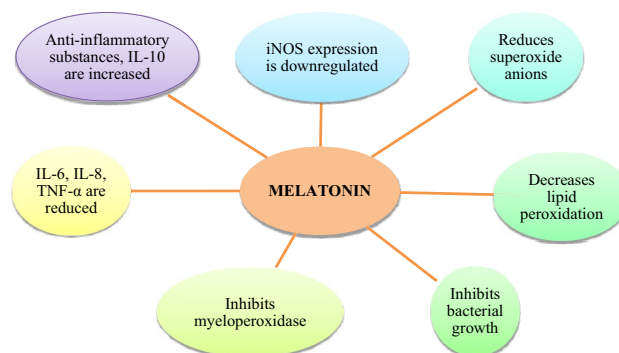 Anti-inflammatory
substances, IL-10
are increased
iNOS expression
is downregulated
Reduces
superoxide
anions
IL-6, IL-8,
TNF-α are
reduced
MELATONIN
Decreases
lipid
peroxidation
Inhibits
myeloperoxidase
Inhibits
bacterial
growth